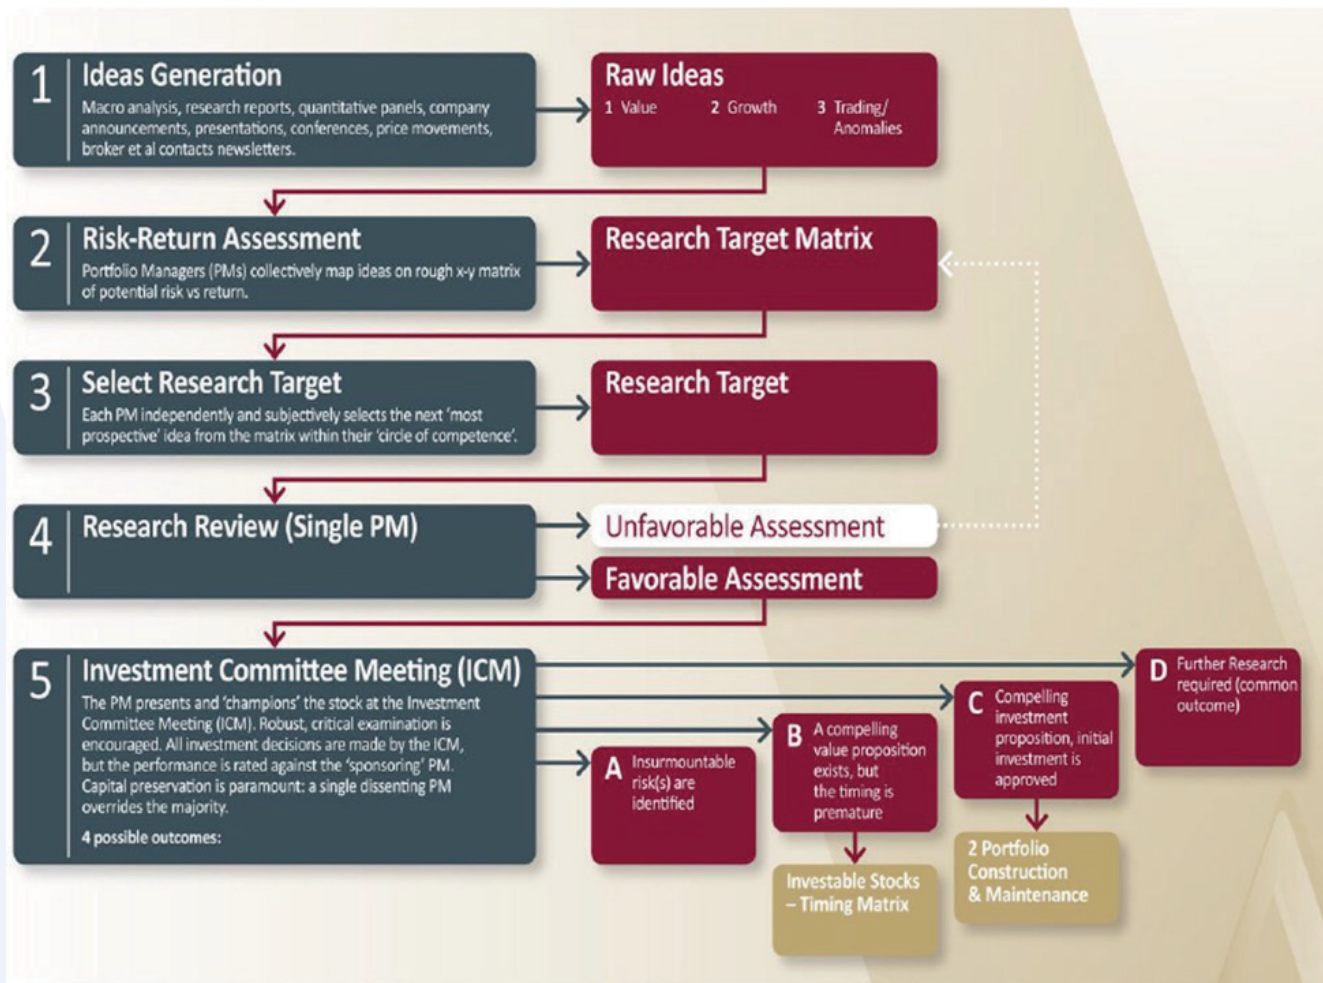 1
Ideas Generation
Macro analysis, research reports, quantitative panels, company
announcements, presentations, conferences, price movements,
broker et al contacts newsletters.
Raw Ideas
1 Value 2 Growth 3 Trading/
Anomalies
2
Risk-Return Assessment
Portfolio Managers (PMs) collectively map ideas on rough x-y matrix
of potential risk vs return.
Research Target Matrix
3
Select Research Target
Each PM independently and subjectively selects the next ‘most
prospective’ idea from the matrix within their ‘circle of competence’.
Research Target
4
Research Review (Single PM)
Unfavorable Assessment
Favorable Assessment
5
Investment Committee Meeting (ICM)
The PM presents and ‘champions’ the stock at the Investment
Committee Meeting (ICM). Robust, critical examination is
encouraged. All investment decisions are made by the ICM,
but the performance is rated against the ‘sponsoring’ PM.
Capital preservation is paramount: a single dissenting PM
overrides the majority.
4 possible outcomes:
A Insurmountable
risk(s) are
identified
B A compelling
value proposition
exists, but
the timing is
premature
Investable Stocks
– Timing Matrix
C Compelling
investment
proposition, initial
investment is
approved
2 Portfolio
Construction
& Maintenance
D Further Research
required (common
outcome)